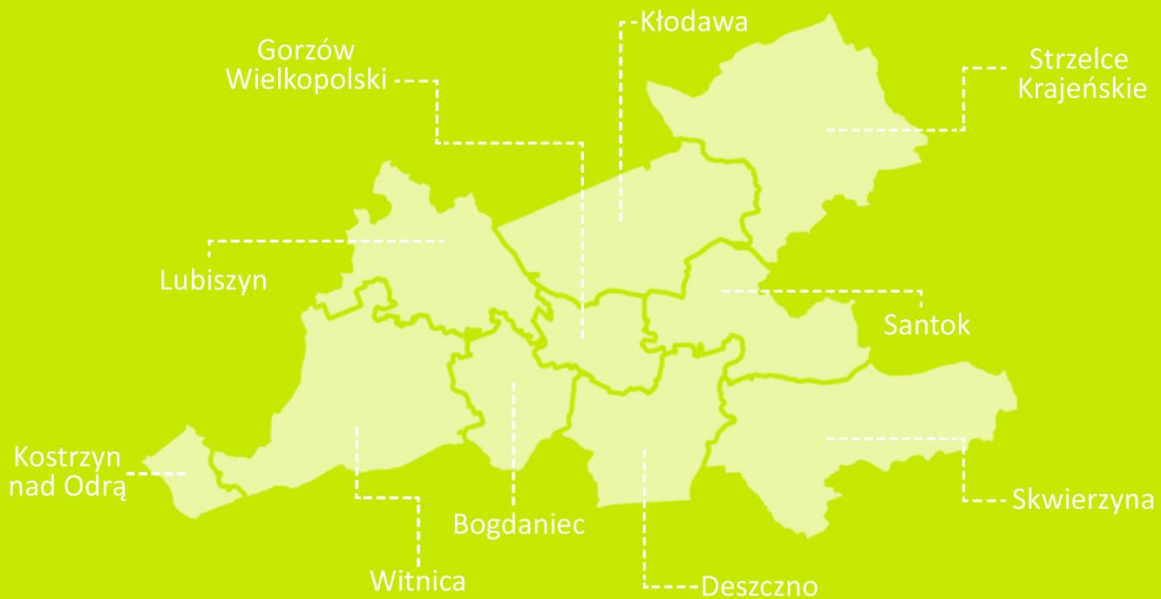 Kłodawa
Gorzów
Wielkopolski
Strzelce
Krajeńskie
Lubiszyn
Santok
Kostrzyn
nad Odrą
Skwierzyna
Bogdaniec
Witnica
Deszczno